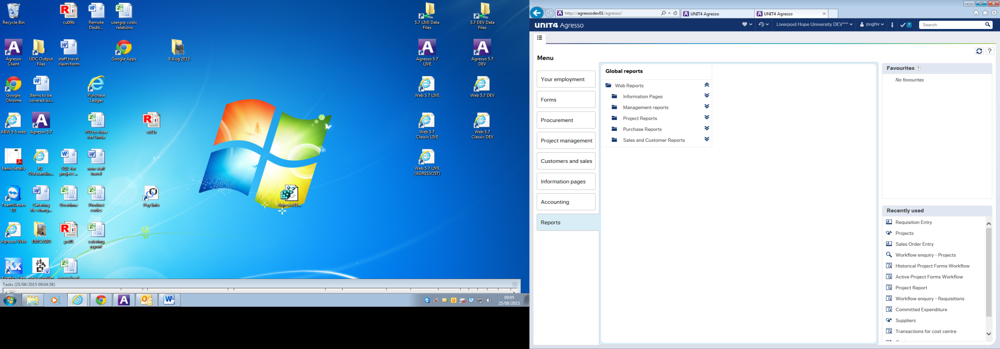 Recycle Bin
cu09b
Remote
Deskt...
usergrp costc
relations
5.7 LIVE Data
Files
5.7 DEV Data
Files
Agresso
Client
UDC Output
Files
staff travel
claim form
Google Apps
9 Aug 2013
Agresso 5.7
LIVE
Agresso 5.7
DEV
Google
Chrome
Items to be
covered wi...
Purchase
Ledger
Web 5.7 LIVE
Web 5.7 DEV
ABW 5.5 web
Agresso 5.7
PO to close
for Linda
su11r
Web 5.7
Classic LIVE
Web 5.7
Classic DEV
bank details
RE
Outstandin...
SQL for
project ...
non staff
travel
Web 5.7 LIVE
(AGRESSO57)
TeamViewer
10
Catering
Re-charg...
Overtime
Product
codes
PayInfo
Agresso55...
Agresso Web
100CASIO
po01
catering
report
Kinetics Test
new supplier
respo load
Tasks (25/08/2015 09:04:58)
09:05
25/08/2015
http://agressodev01/agresso/
UNIT4 Agresso
UNIT4 Agresso
UNIT4 Agresso
Liverpool Hope University DEV***
pughv
7
Search
Menu
Your employment
Forms
Procurement
Project management
Customers and sales
Information pages
Accounting
Reports
Global reports
Web Reports
Information Pages
Management reports
Project Reports
Purchase Reports
Sales and Customer Reports
Favourites
No favourites
Recently used
Requisition Entry
Projects
Sales Order Entry
Workflow enquiry - Projects
Historical Project Forms Workflow
Active Project Forms Workflow
Project Report
Workflow enquiry - Requisitions
Committed Expenditure
Suppliers
Transactions for cost centre